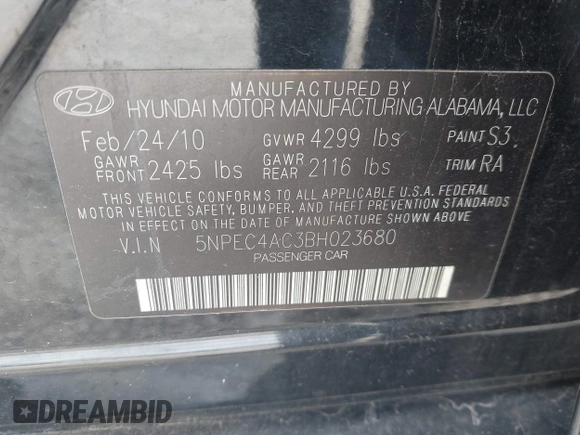 MANUFACTURED BY
HYUNDAI MOTOR MANUFACTURING ALABAMA, LLC
Feb/24/10 GVWR 4299 lbs PAINT S3
GAWR FRONT 2425 lbs GAWR REAR 2116 lbs TRIM RA
THIS VEHICLE CONFORMS TO ALL APPLICABLE U.S.A. FEDERAL
MOTOR VEHICLE SAFETY, BUMPER, AND THEFT PREVENTION STANDARDS
IN EFFECT ON THE DATE OF MANUFACTURE SHOWN ABOVE
V.I.N 5NPEC4AC3BH023680
PASSENGER CAR
DREAMBID